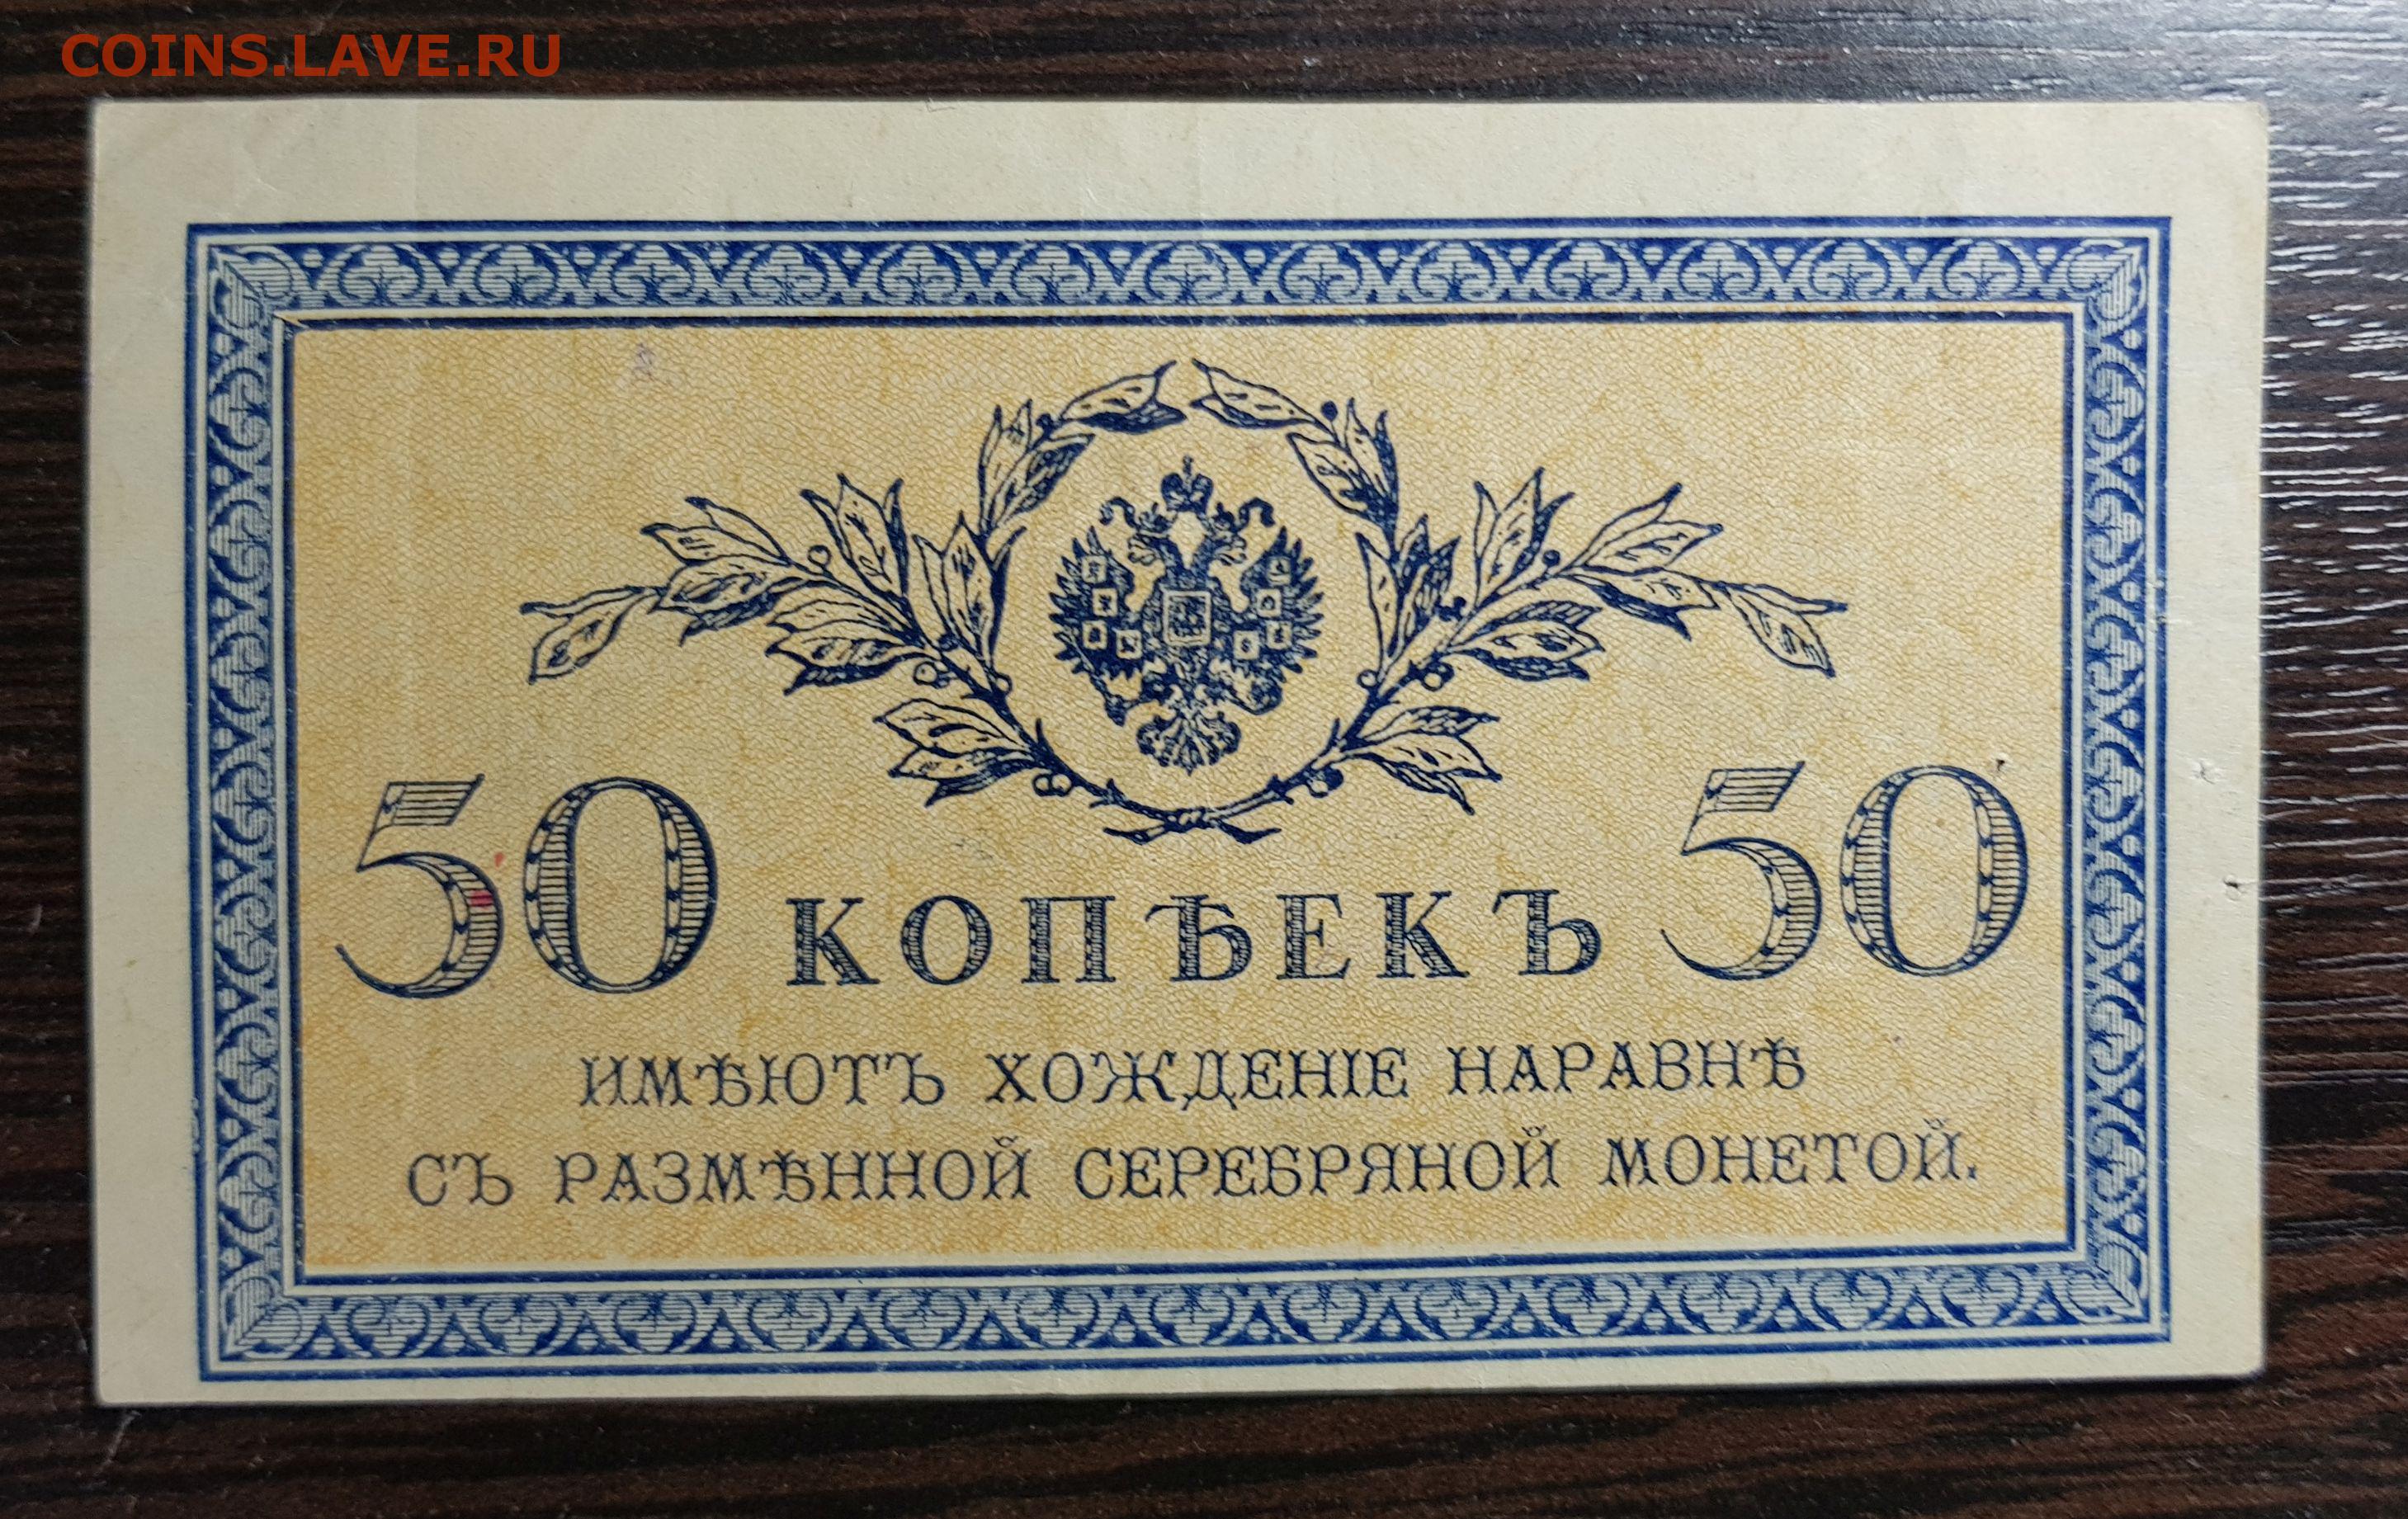 COINS.LAVE.RU
50 КОПѢЕКЪ 50
ИМѢЮТЪ ХОЖДЕНІЕ НАРАВНѢ
СЪ РАЗМѢННОЙ СЕРЕБРЯНОЙ МОНЕТОЙ.